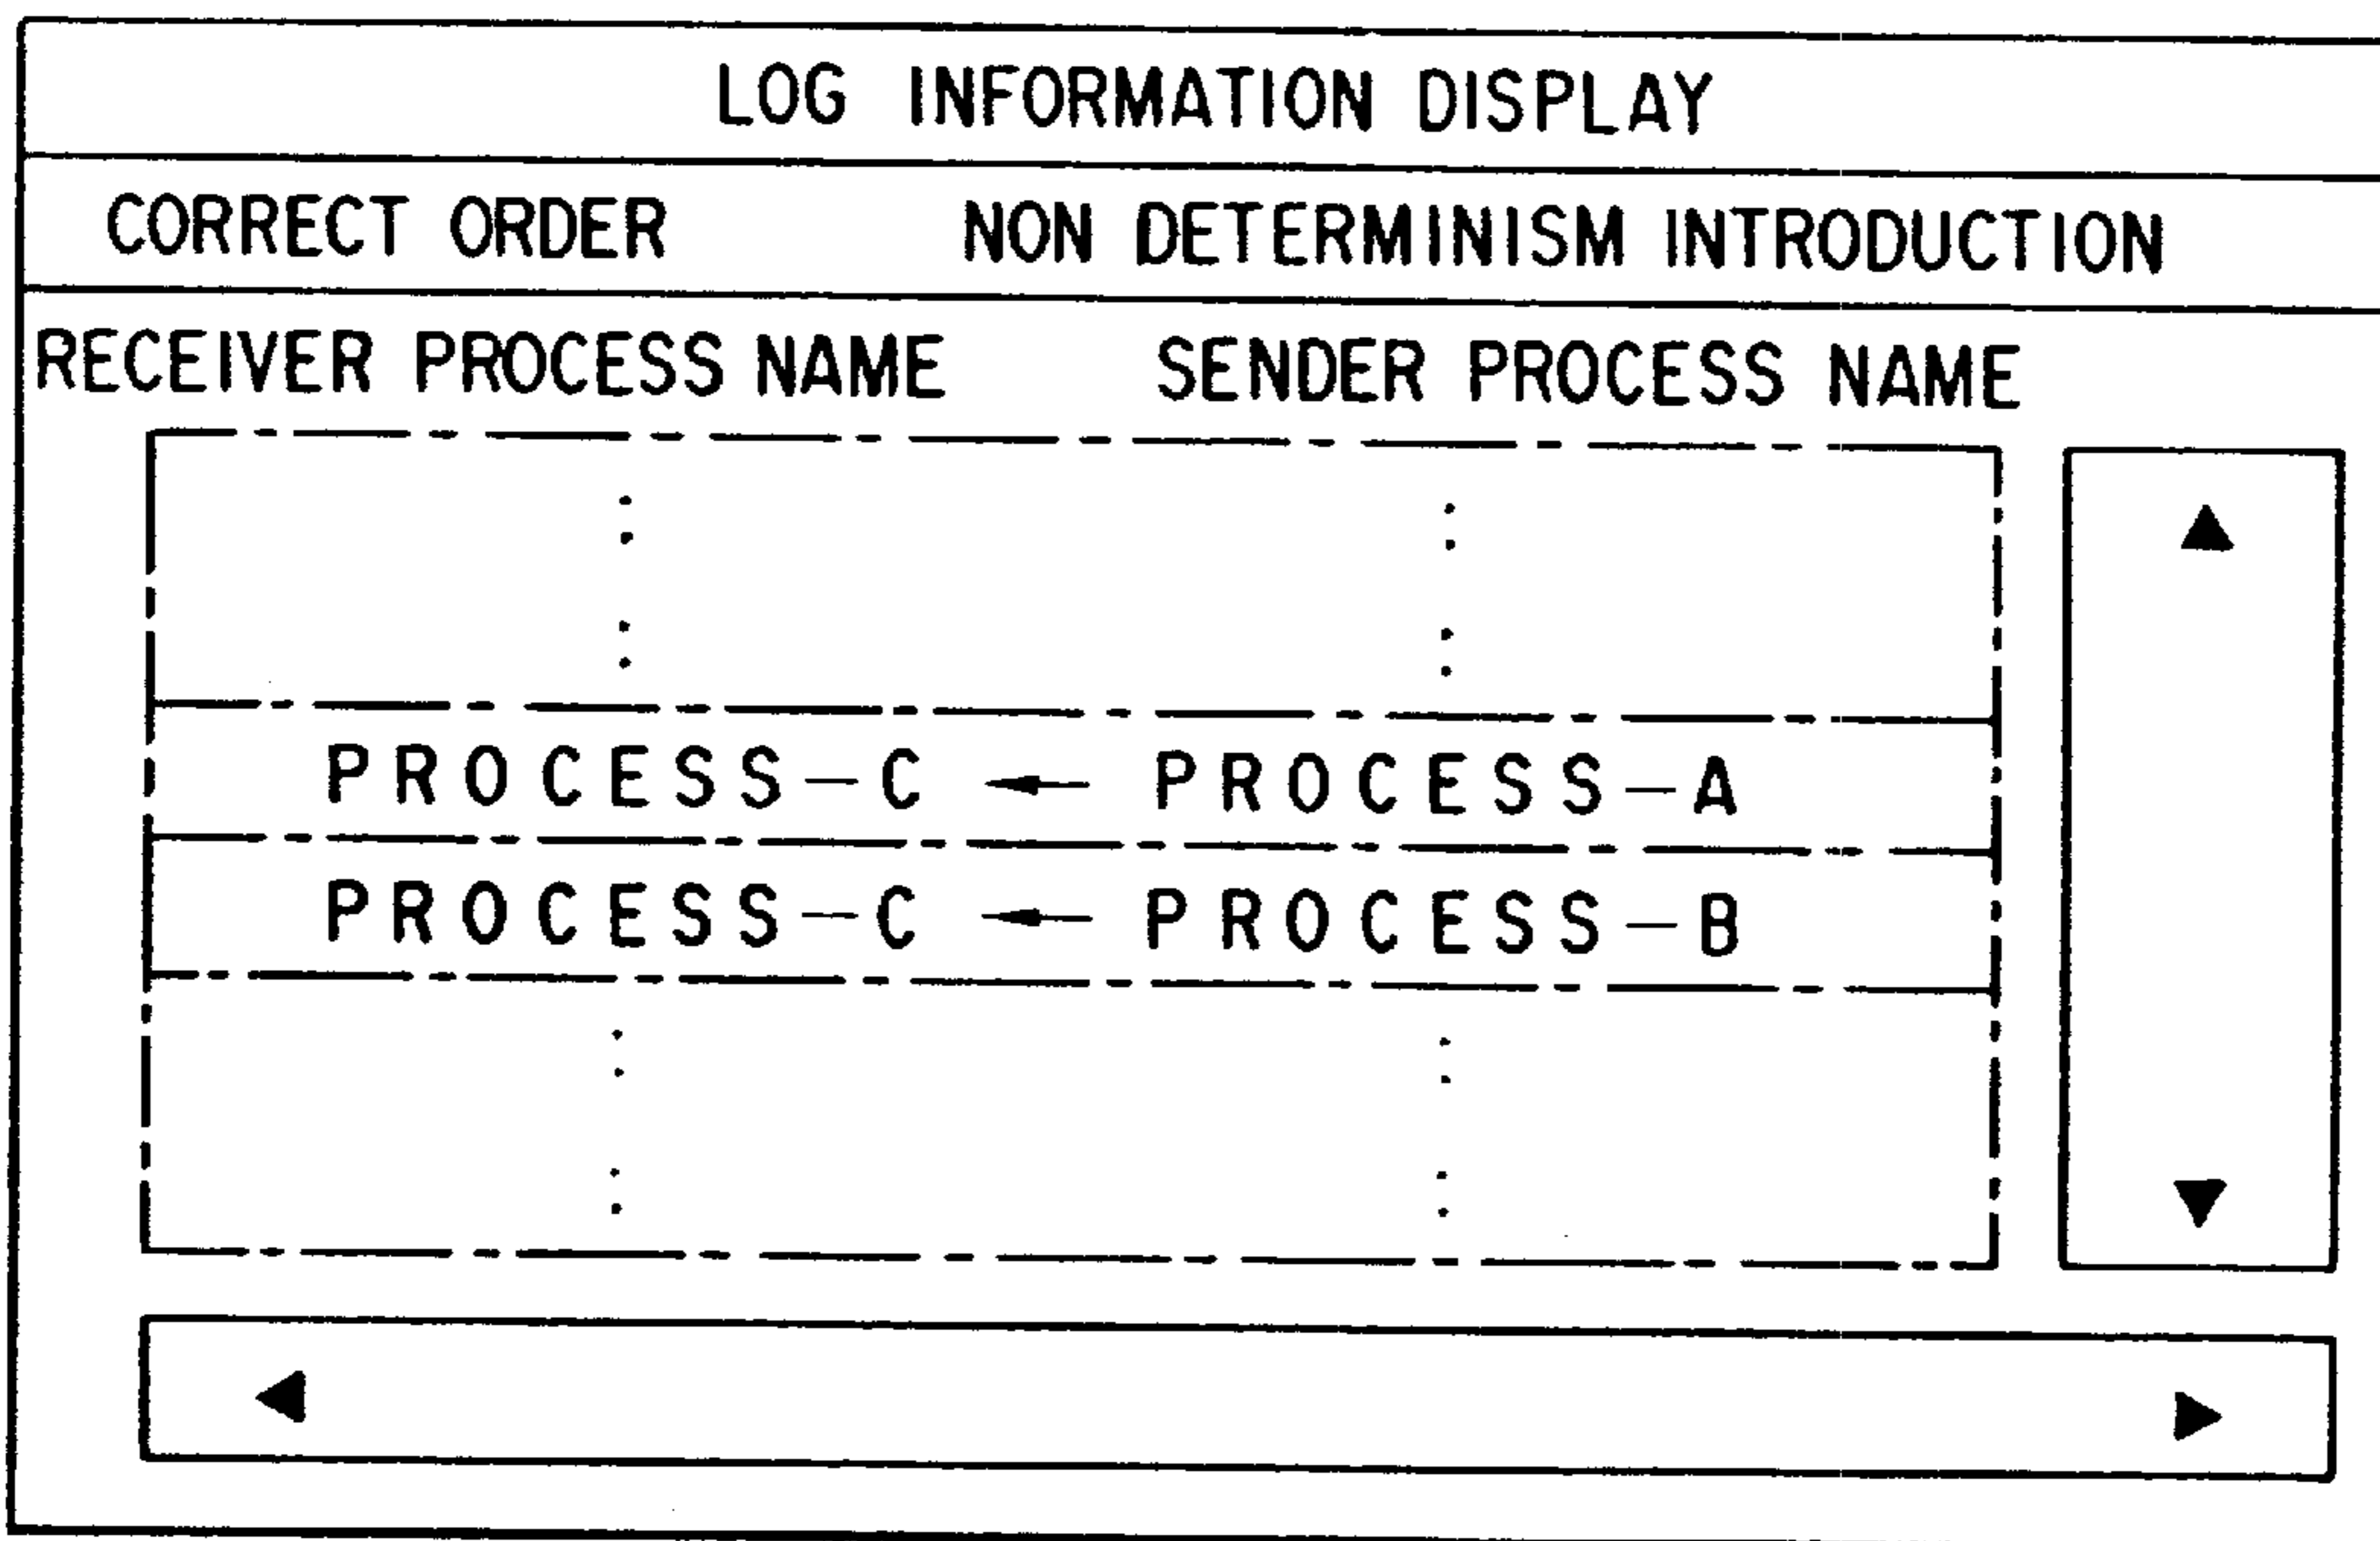 LOG INFORMATION DISPLAY
CORRECT ORDER NON DETERMINISM INTRODUCTION
RECEIVER PROCESS NAME SENDER PROCESS NAME
PROCESS-C ← PROCESS-A
PROCESS-C ← PROCESS-B